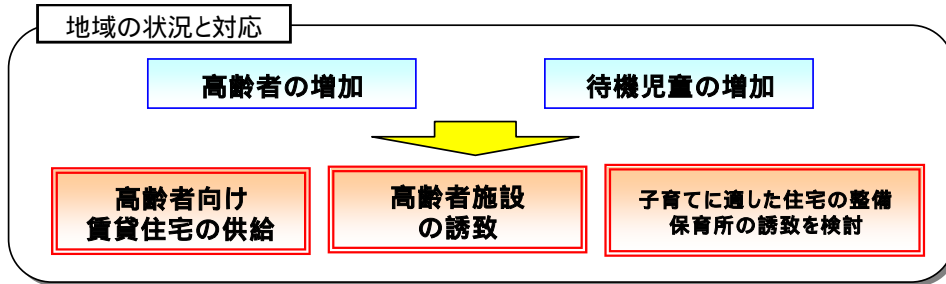 地域の状況と対応
高齢者の増加
待機児童の増加
高齢者向け
賃貸住宅の供給
高齢者施設
の誘致
子育てに適した住宅の整備
保育所の誘致を検討